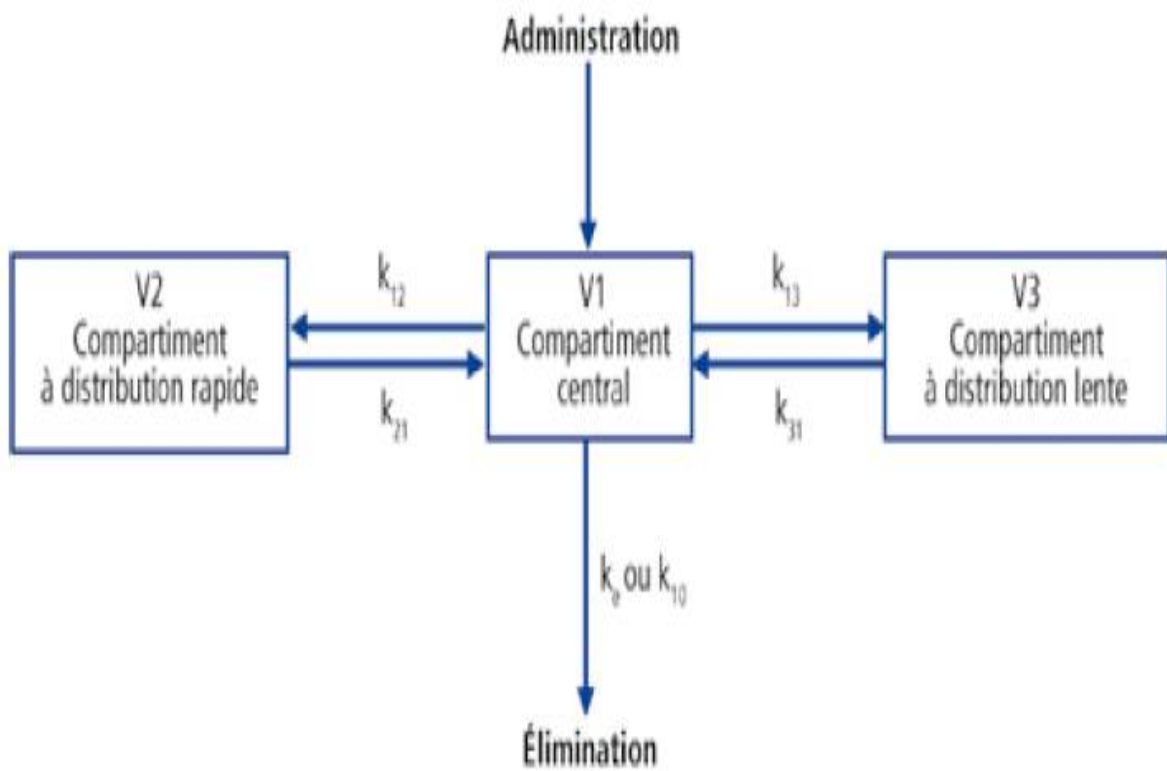 Administration
k₁₂
k₁₃
V2
Compartiment
à distribution rapide
V1
Compartiment
central
V3
Compartiment
à distribution lente
k₂₁
k₃₁
kₑ ou k₁₀
Élimination